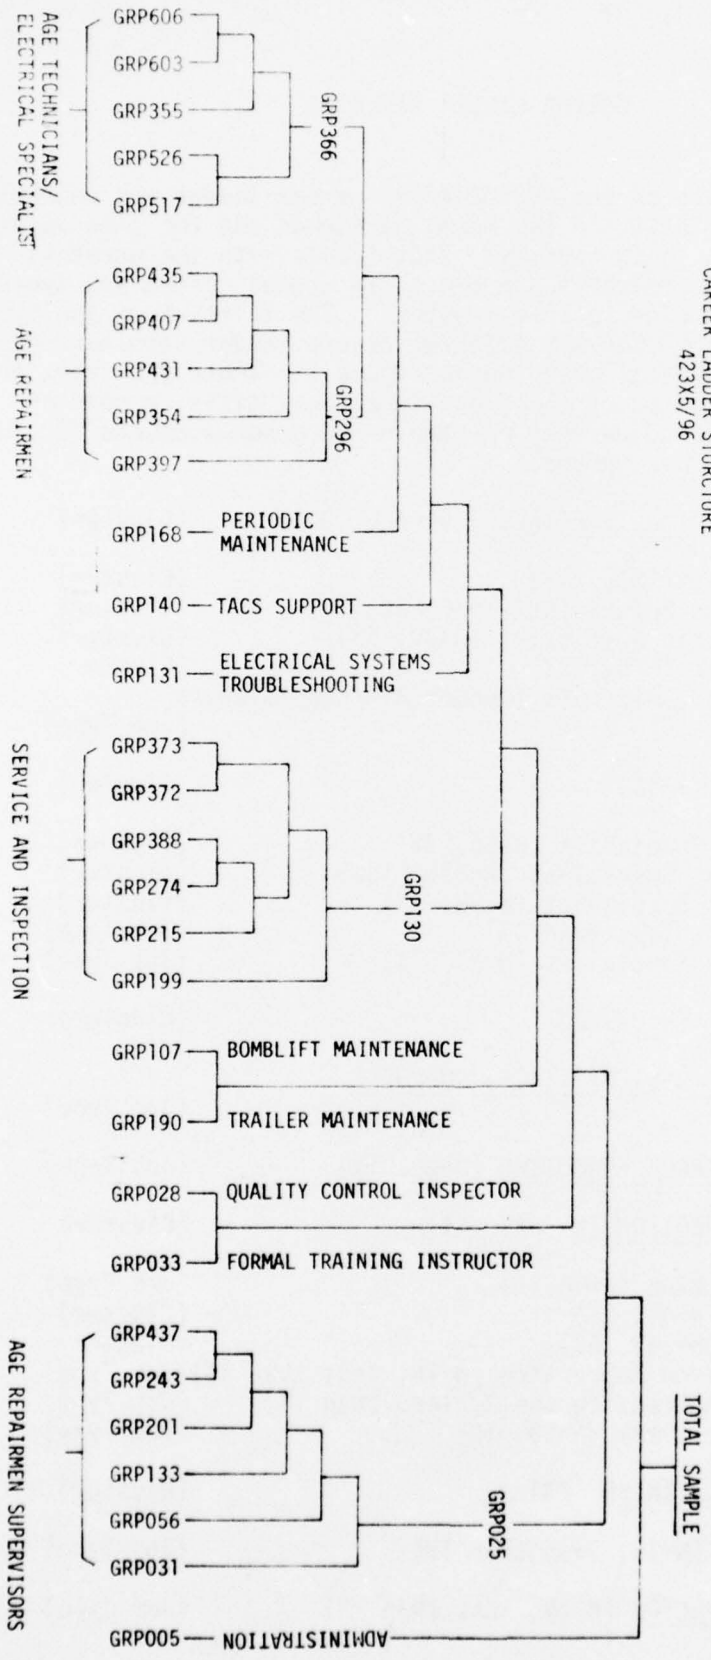 CAREER LADDER STURCTURE
423X5/96
TOTAL SAMPLE
GRP606
GRP603
GRP355
GRP526
GRP517
GRP366
AGE TECHNICIANS/
ELECTRICAL SPECIALIST
GRP435
GRP407
GRP431
GRP354
GRP397
GRP296
AGE REPAIRMEN
GRP168
PERIODIC
MAINTENANCE
GRP140
TACS SUPPORT
GRP131
ELECTRICAL SYSTEMS
TROUBLESHOOTING
GRP373
GRP372
GRP388
GRP274
GRP215
GRP199
GRP130
SERVICE AND INSPECTION
GRP107
BOMBLIFT MAINTENANCE
GRP190
TRAILER MAINTENANCE
GRP028
QUALITY CONTROL INSPECTOR
GRP033
FORMAL TRAINING INSTRUCTOR
GRP437
GRP243
GRP201
GRP133
GRP056
GRP031
GRP025
AGE REPAIRMEN SUPERVISORS
GRP005
ADMINISTRATION